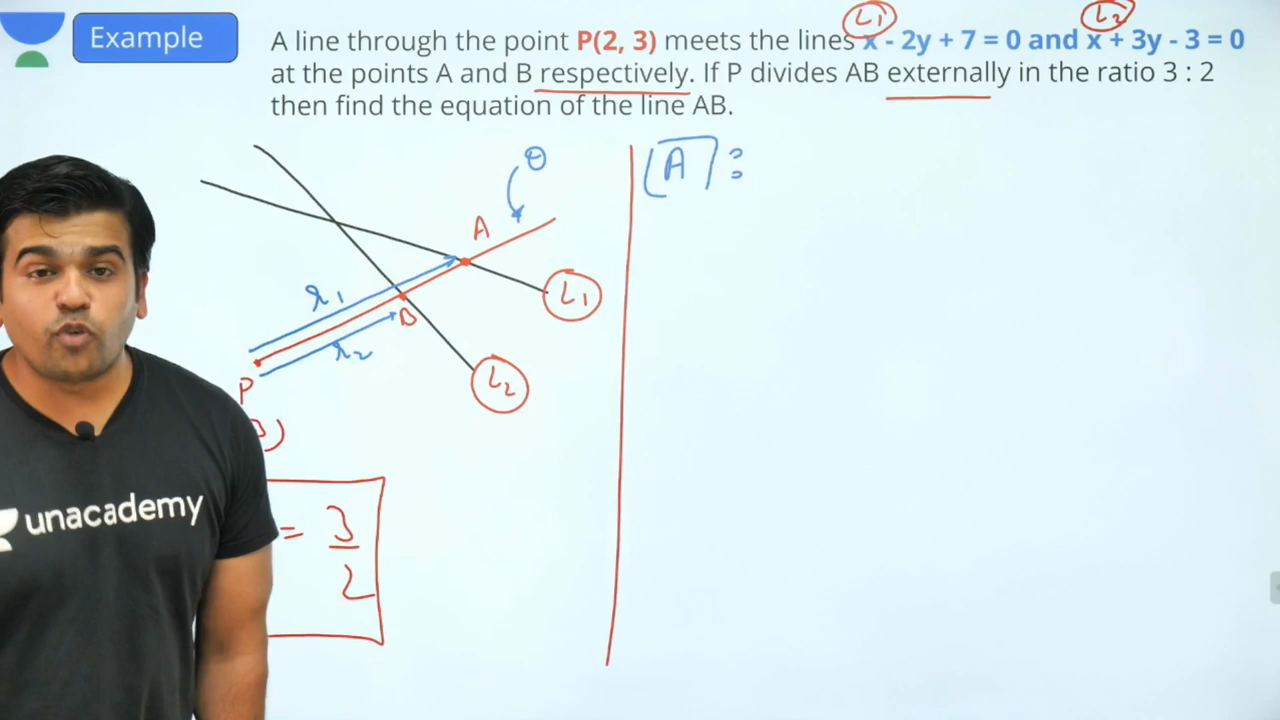 Example
L1
L2
A line through the point P(2, 3) meets the lines x - 2y + 7 = 0 and x + 3y - 3 = 0
at the points A and B respectively. If P divides AB externally in the ratio 3 : 2
then find the equation of the line AB.
θ
A
[A] :
r1
L1
B
r2
P
L2
3)
= 3
2
unacademy